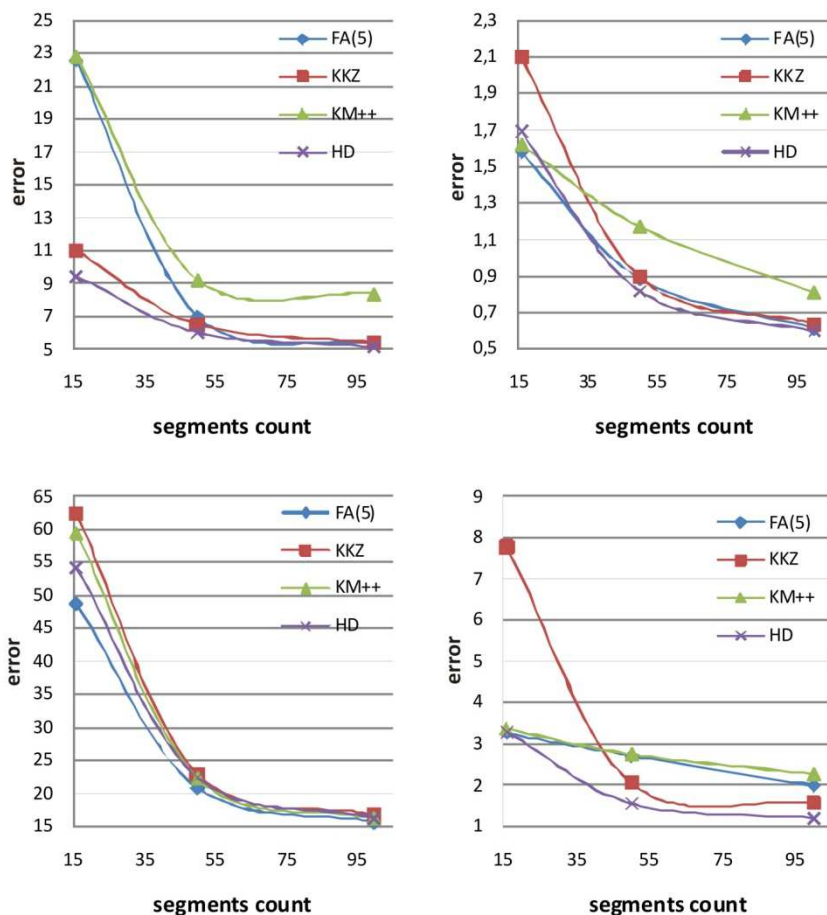 25
23
21
19
17
15
13
11
9
7
5
error
FA(5)
KKZ
KM++
HD
15 35 55 75 95
segments count
2,3
2,1
1,9
1,7
1,5
1,3
1,1
0,9
0,7
0,5
error
FA(5)
KKZ
KM++
HD
15 35 55 75 95
segments count
65
60
55
50
45
40
35
30
25
20
15
error
FA(5)
KKZ
KM++
HD
15 35 55 75 95
segments count
9
8
7
6
5
4
3
2
1
error
FA(5)
KKZ
KM++
HD
15 35 55 75 95
segments count